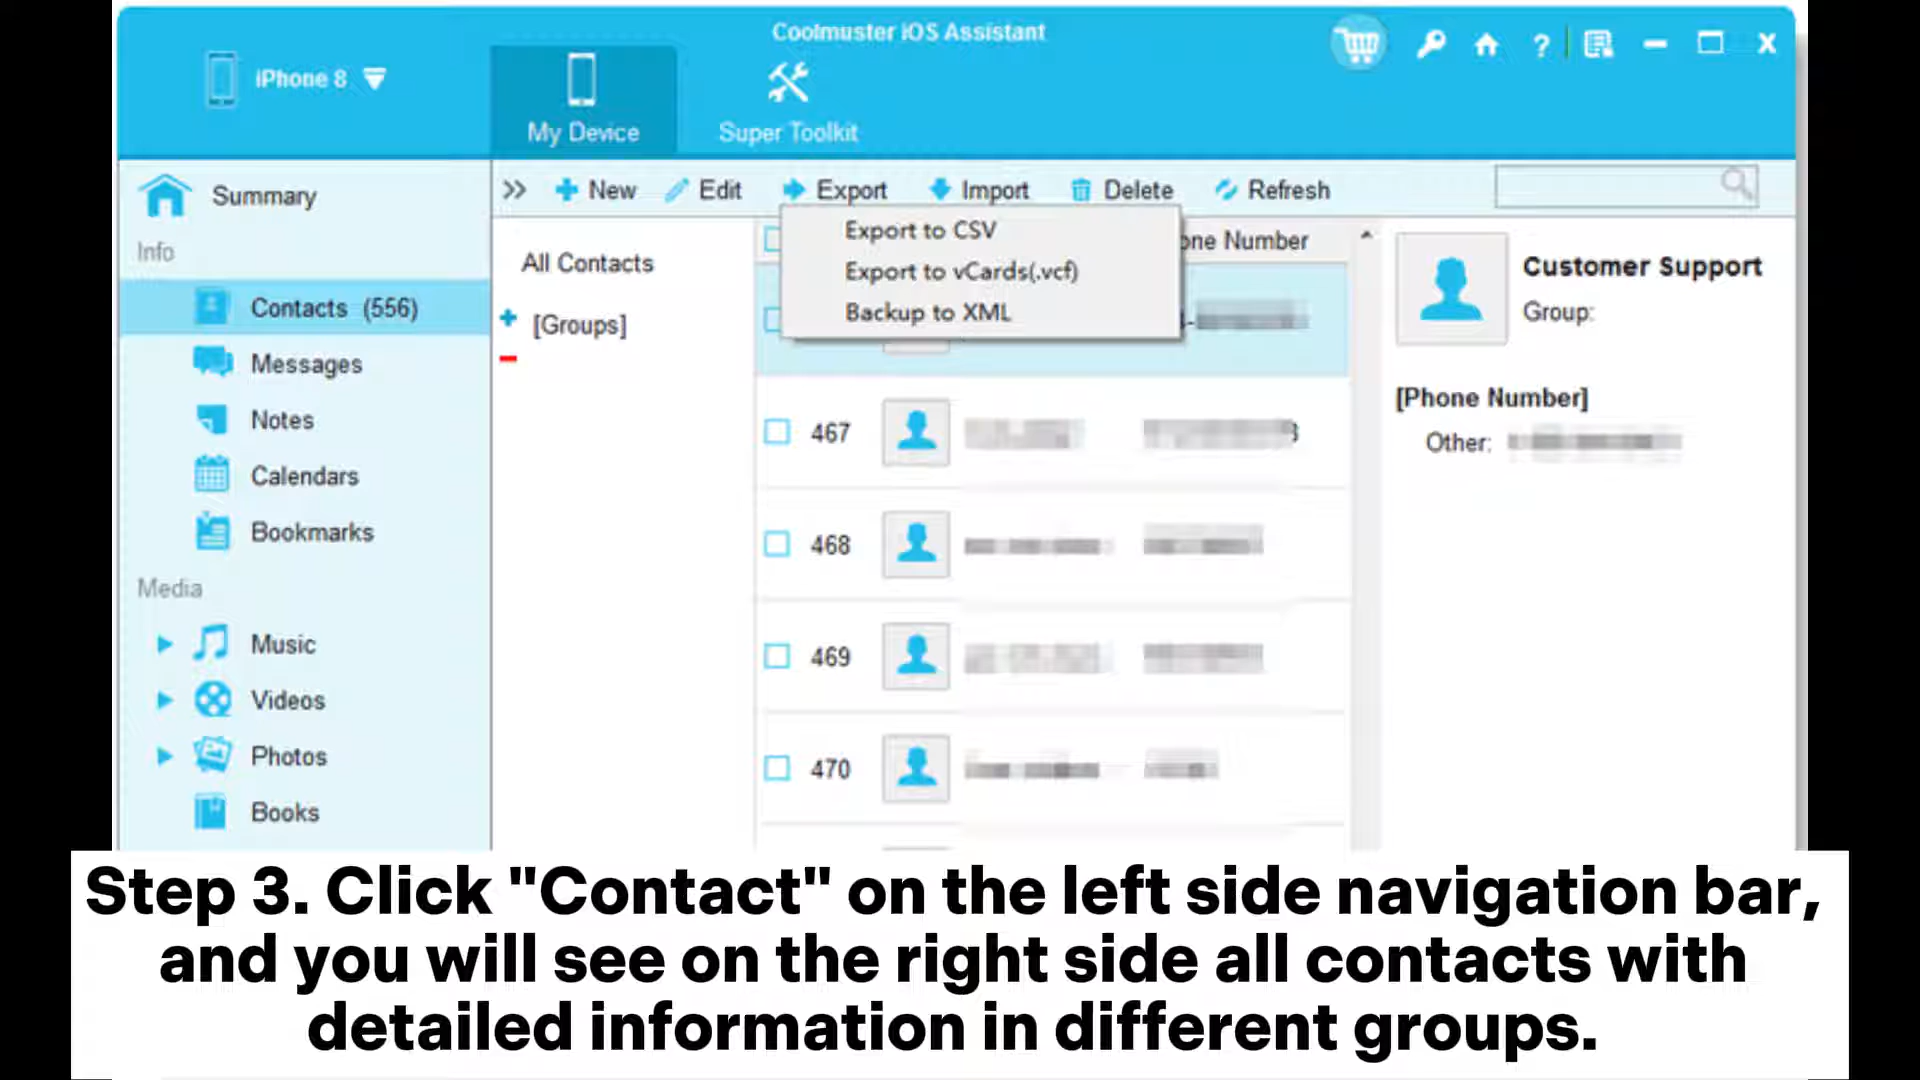 Coolmuster iOS Assistant
iPhone 8
My Device
Super Toolkit
?
X
Summary
Info
Contacts (556)
Messages
Notes
Calendars
Bookmarks
Media
Music
Videos
Photos
Books
>> New Edit Export Import Delete Refresh
All Contacts
[Groups]
Export to CSV
Export to vCards(.vcf)
Backup to XML
Number
467
468
469
470
Customer Support
Group:
[Phone Number]
Other:
Step 3. Click "Contact" on the left side navigation bar,
and you will see on the right side all contacts with
detailed information in different groups.